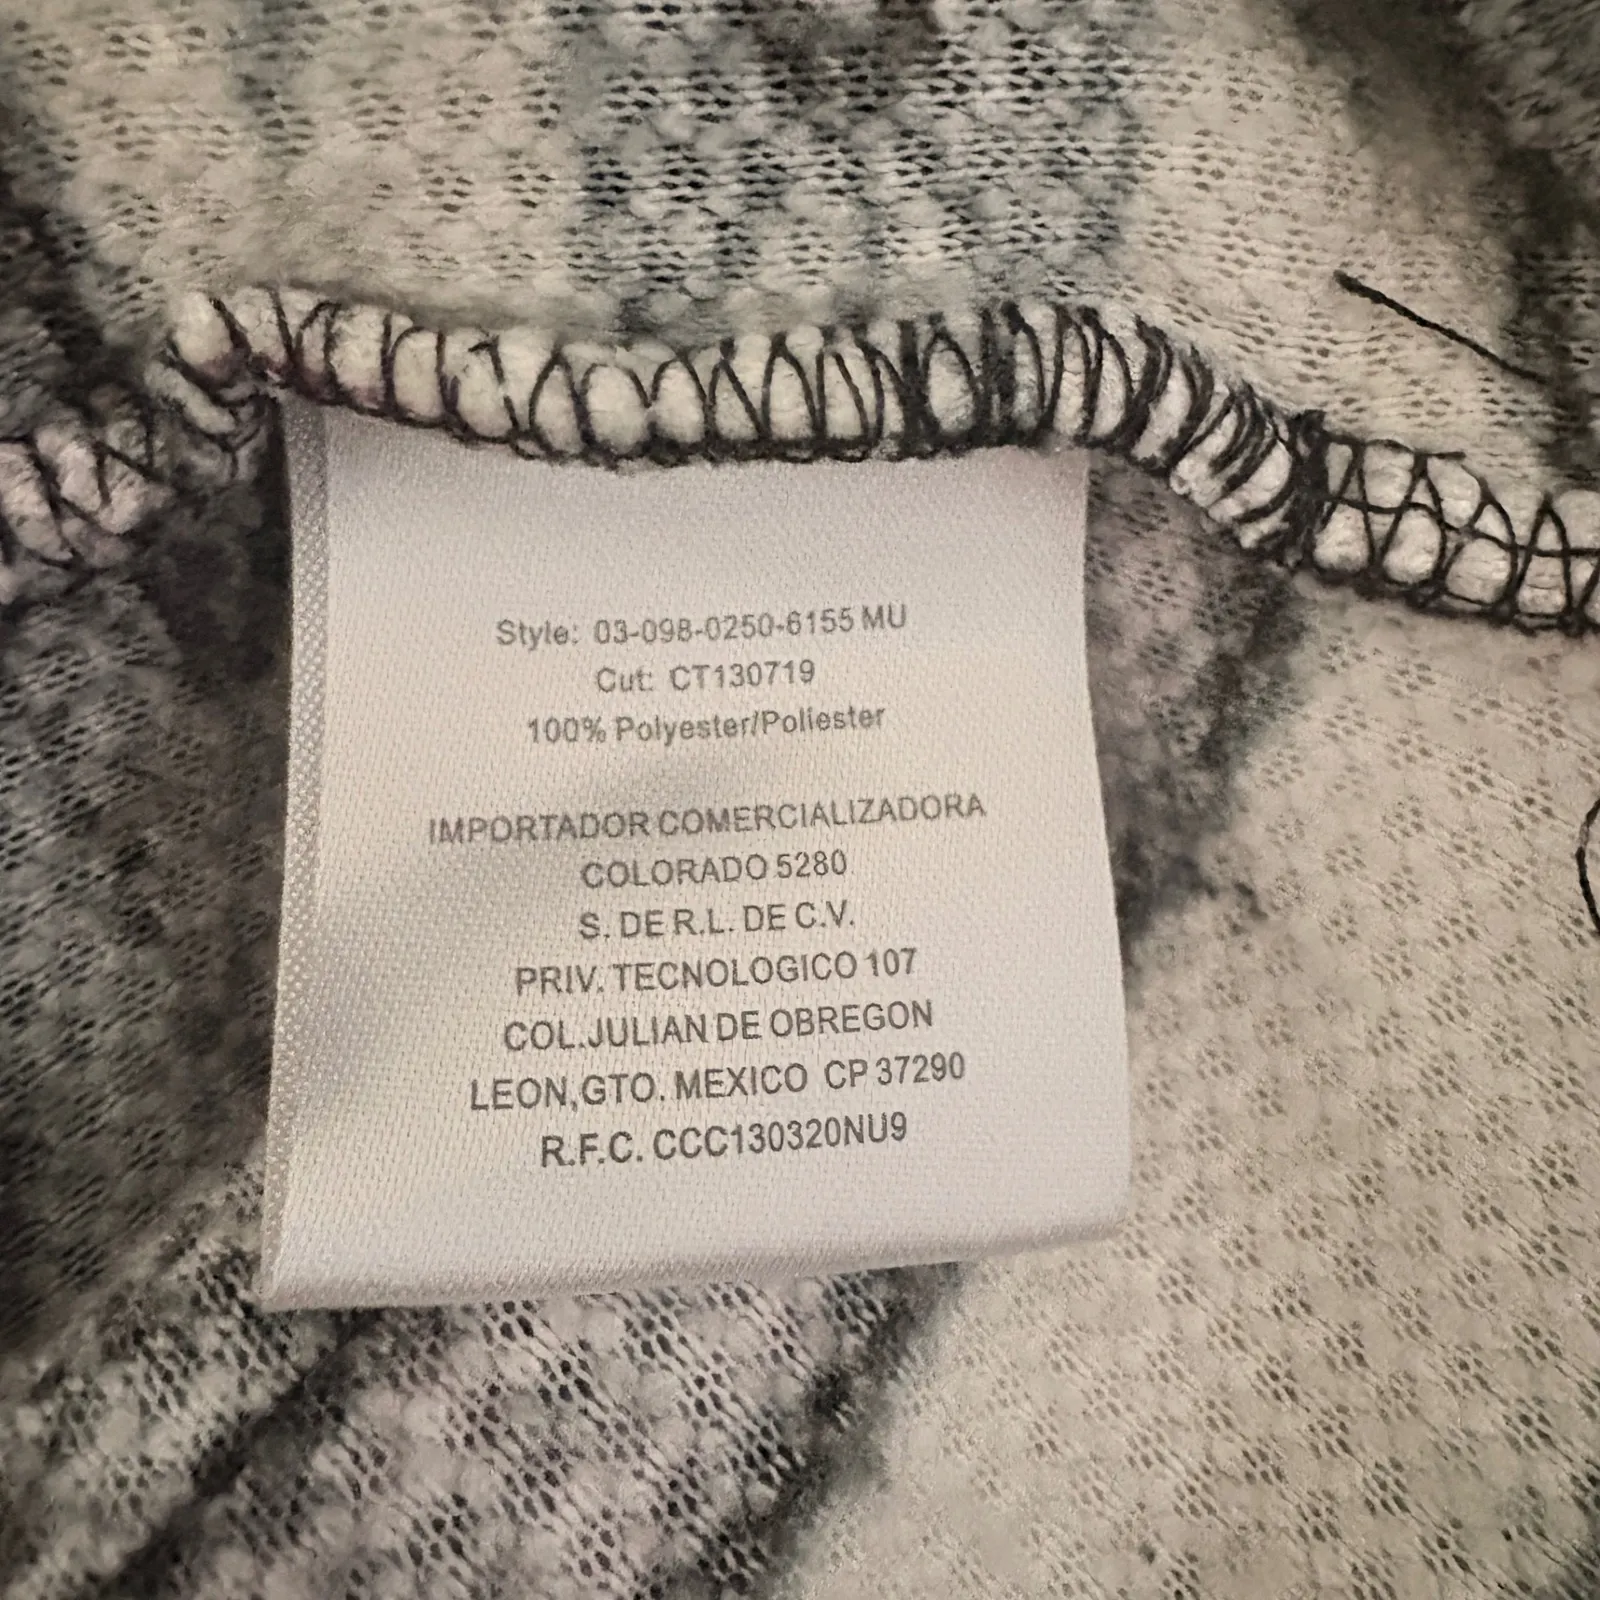 Style: 03-098-0250-6155 MU
Cut: CT130719
100% Polyester/Poliester
IMPORTADOR COMERCIALIZADORA
COLORADO 5280
S. DE R.L. DE C.V.
PRIV. TECNOLOGICO 107
COL.JULIAN DE OBREGON
LEON,GTO. MEXICO CP 37290
R.F.C. CCC130320NU9